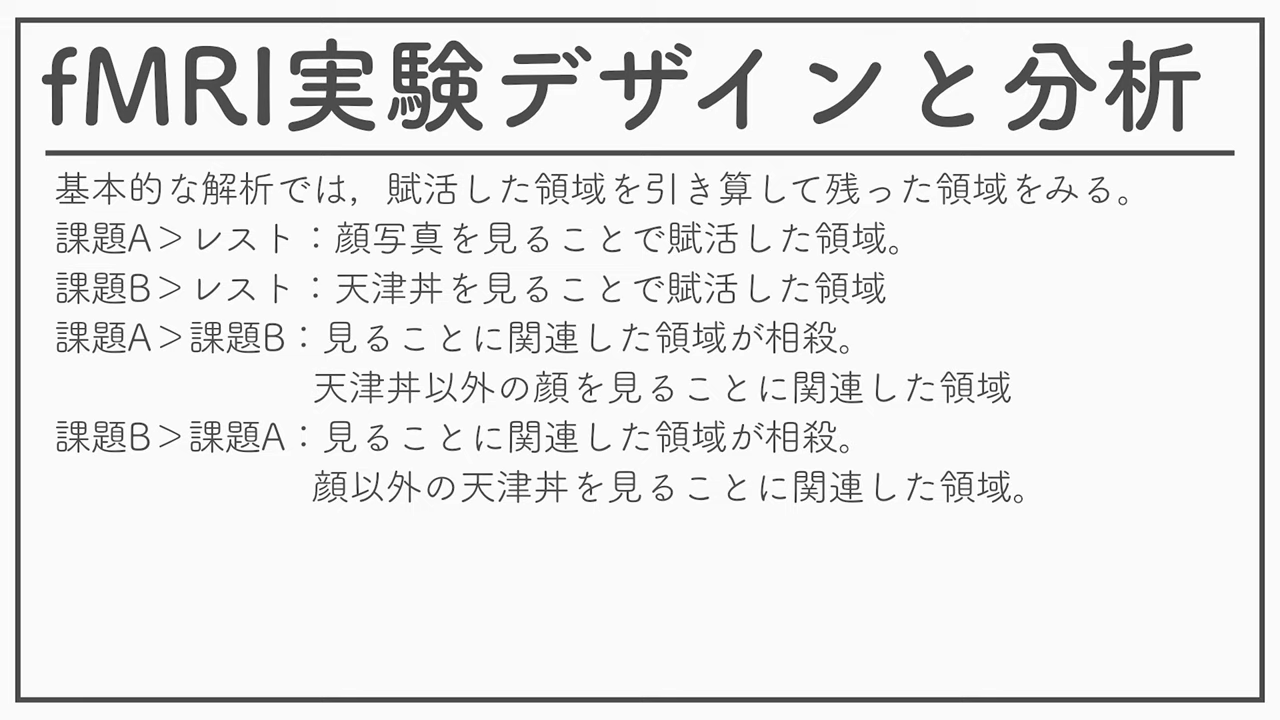 fMRI実験デザインと分析
基本的な解析では，賦活した領域を引き算して残った領域をみる。
課題A＞レスト：顔写真を見ることで賦活した領域。
課題B＞レスト：天津丼を見ることで賦活した領域
課題A＞課題B：見ることに関連した領域が相殺。
天津丼以外の顔を見ることに関連した領域
課題B＞課題A：見ることに関連した領域が相殺。
顔以外の天津丼を見ることに関連した領域。